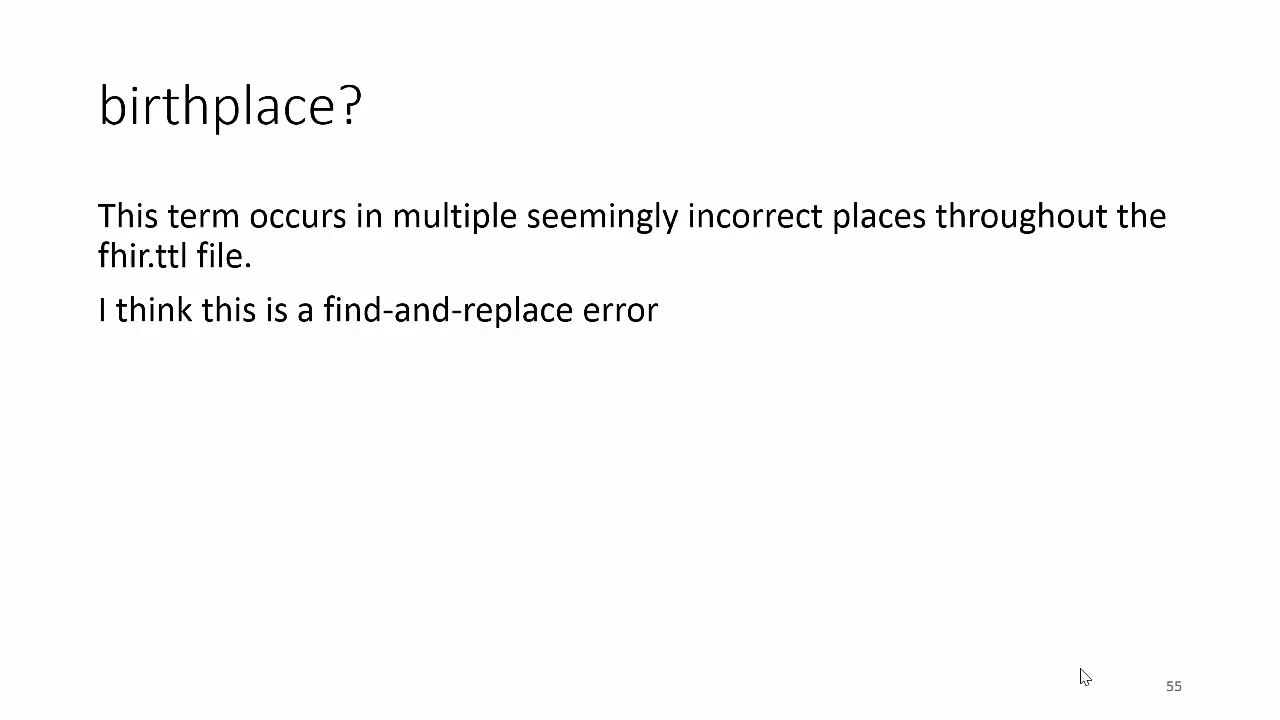 birthplace?
This term occurs in multiple seemingly incorrect places throughout the
fhir.ttl file.
I think this is a find-and-replace error
55